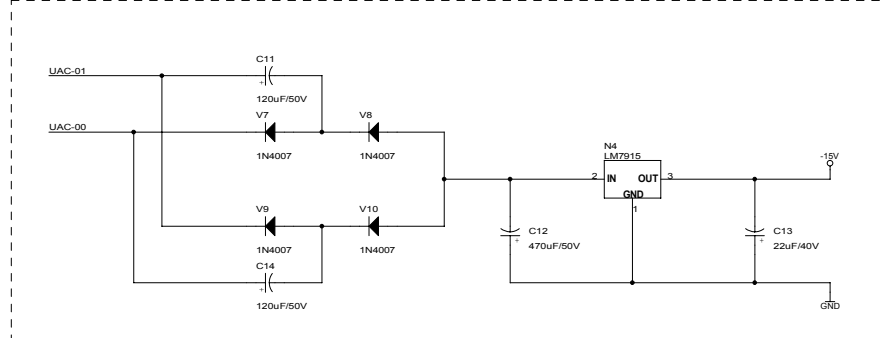 C11
UAC-01
+
120uF/50V
V7 V8
UAC-00
1N4007 1N4007
N4
LM7915
-15V
2 IN OUT 3
GND
1
V9 V10
C12 C13
+ +
470uF/50V 22uF/40V
1N4007 1N4007
C14
+
120uF/50V
GND